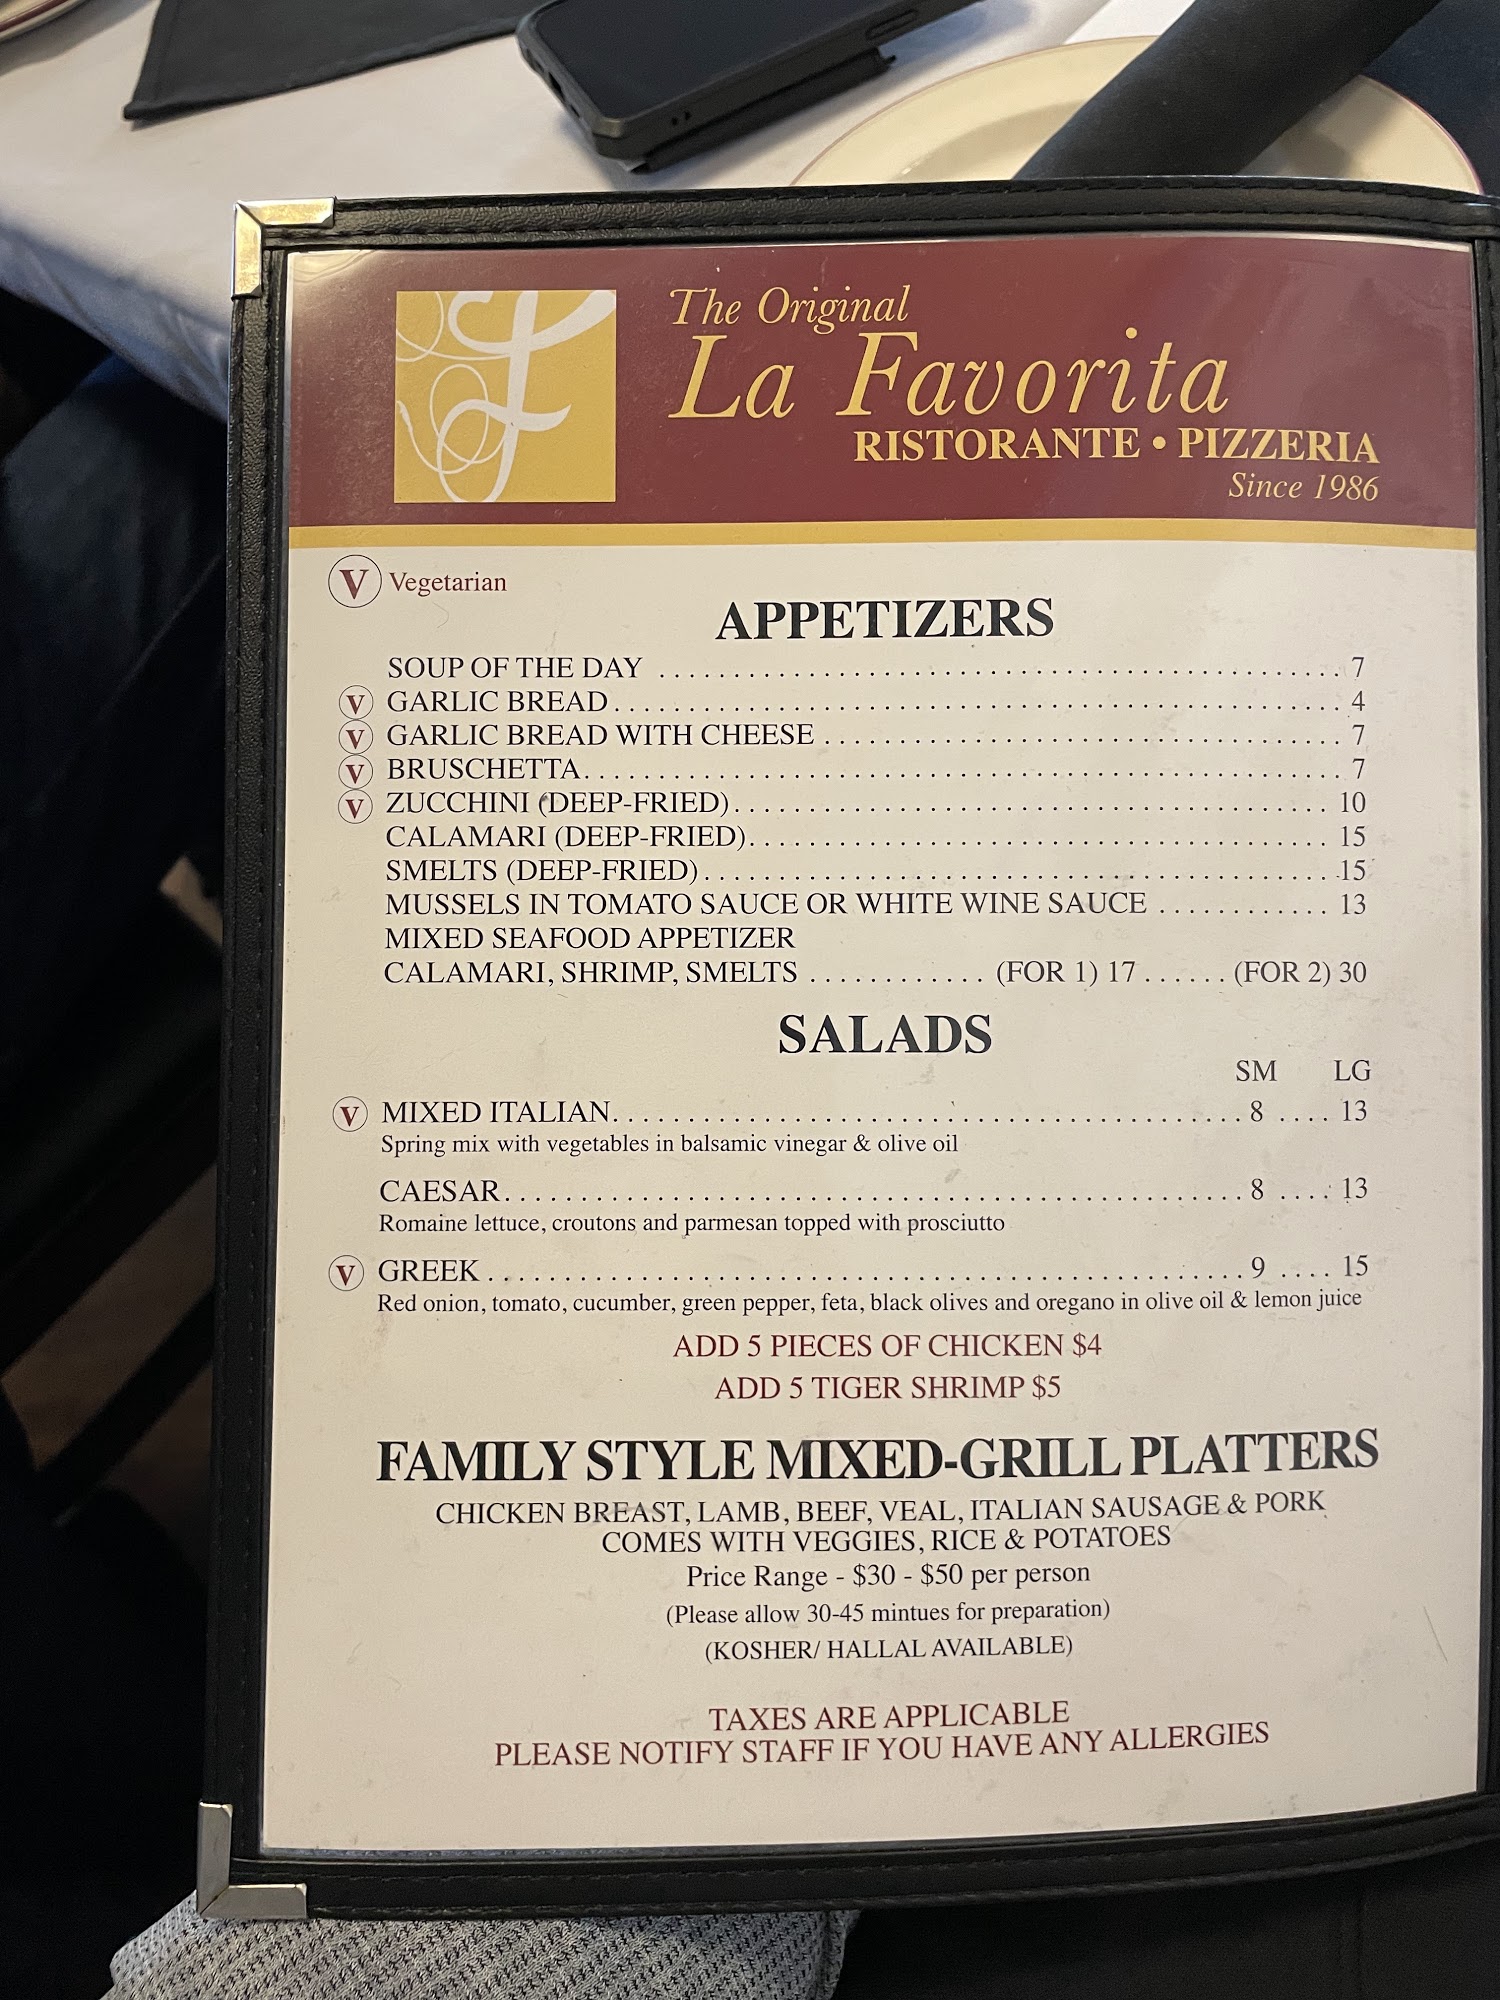 The Original
La Favorita
RISTORANTE • PIZZERIA
Since 1986
V Vegetarian
APPETIZERS
SOUP OF THE DAY ........ 7
V GARLIC BREAD ........ 4
V GARLIC BREAD WITH CHEESE ........ 7
V BRUSCHETTA ........ 7
V ZUCCHINI (DEEP-FRIED) ........ 10
CALAMARI (DEEP-FRIED) ........ 15
SMELTS (DEEP-FRIED) ........ 15
MUSSELS IN TOMATO SAUCE OR WHITE WINE SAUCE ........ 13
MIXED SEAFOOD APPETIZER
CALAMARI, SHRIMP, SMELTS ........ (FOR 1) 17 ...... (FOR 2) 30
SALADS
SM LG
V MIXED ITALIAN ........ 8 .... 13
Spring mix with vegetables in balsamic vinegar & olive oil
CAESAR ........ 8 .... 13
Romaine lettuce, croutons and parmesan topped with prosciutto
V GREEK ........ 9 .... 15
Red onion, tomato, cucumber, green pepper, feta, black olives and oregano in olive oil & lemon juice
ADD 5 PIECES OF CHICKEN $4
ADD 5 TIGER SHRIMP $5
FAMILY STYLE MIXED-GRILL PLATTERS
CHICKEN BREAST, LAMB, BEEF, VEAL, ITALIAN SAUSAGE & PORK
COMES WITH VEGGIES, RICE & POTATOES
Price Range - $30 - $50 per person
(Please allow 30-45 mintues for preparation)
(KOSHER/ HALLAL AVAILABLE)
TAXES ARE APPLICABLE
PLEASE NOTIFY STAFF IF YOU HAVE ANY ALLERGIES